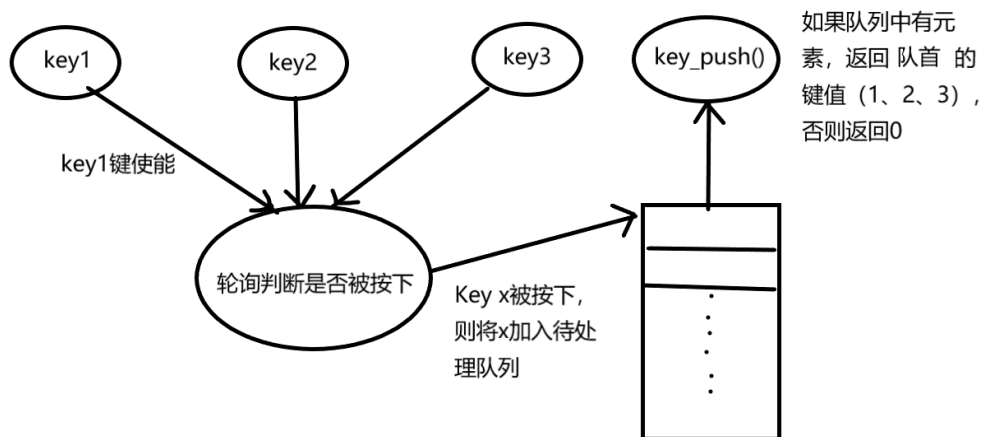 key1
key2
key3
key_push()
如果队列中有元
素，返回 队首 的
键值（1、2、3），
否则返回0
key1键使能
轮询判断是否被按下
Key x被按下，
则将x加入待处
理队列